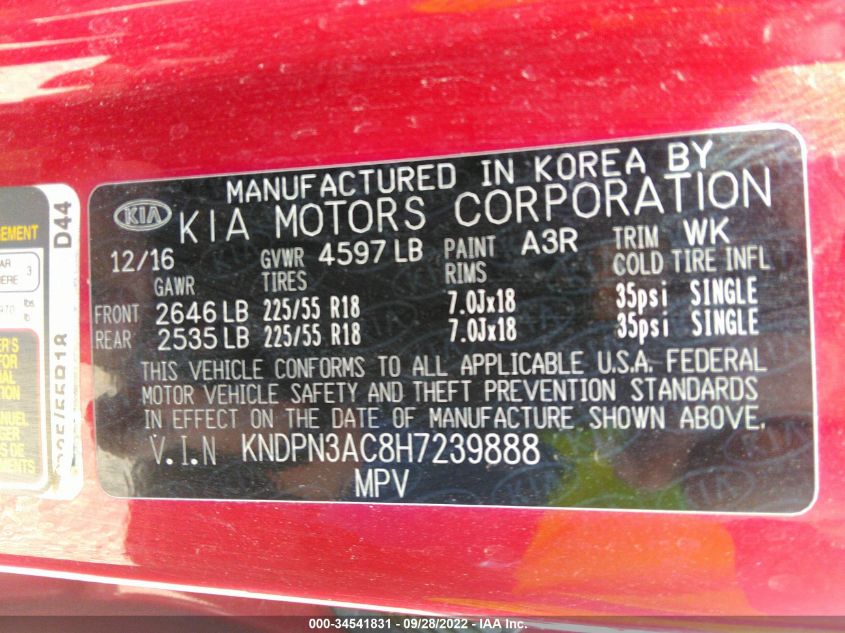 MANUFACTURED IN KOREA BY
KIA KIA MOTORS CORPORATION
12/16 GVWR 4597 LB PAINT A3R TRIM WK
GAWR TIRES RIMS COLD TIRE INFL
FRONT 2646 LB 225/55 R18 7.0Jx18 35psi SINGLE
REAR 2535 LB 225/55 R18 7.0Jx18 35psi SINGLE
THIS VEHICLE CONFORMS TO ALL APPLICABLE U.S.A. FEDERAL
MOTOR VEHICLE SAFETY AND THEFT PREVENTION STANDARDS
IN EFFECT ON THE DATE OF MANUFACTURE SHOWN ABOVE.
V.I.N KNDPN3AC8H7239888
MPV
D44
3
000-34541831 - 09/28/2022 - IAA Inc.